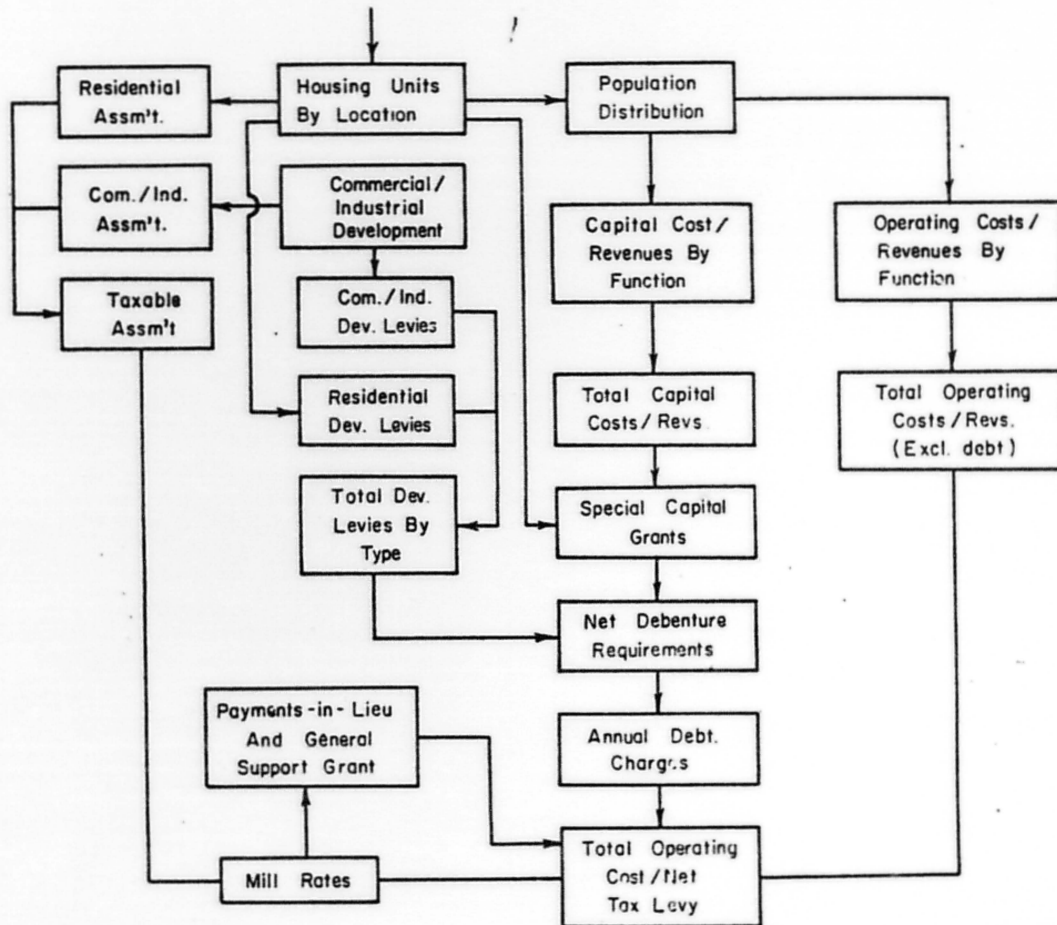 Residential
Assm't.
Housing Units
By Location
Population
Distribution
Com./Ind.
Assm't.
Commercial/
Industrial
Development
Capital Cost/
Revenues By
Function
Operating Costs/
Revenues By
Function
Taxable
Assm't
Com./Ind.
Dev. Levies
Residential
Dev. Levies
Total Capital
Costs/Revs.
Total Operating
Costs/Revs.
(Excl. debt)
Total Dev.
Levies By
Type
Special Capital
Grants
Net Debenture
Requirements
Payments-in-Lieu
And General
Support Grant
Annual Debt.
Charges
Mill Rates
Total Operating
Cost/Net
Tax Levy